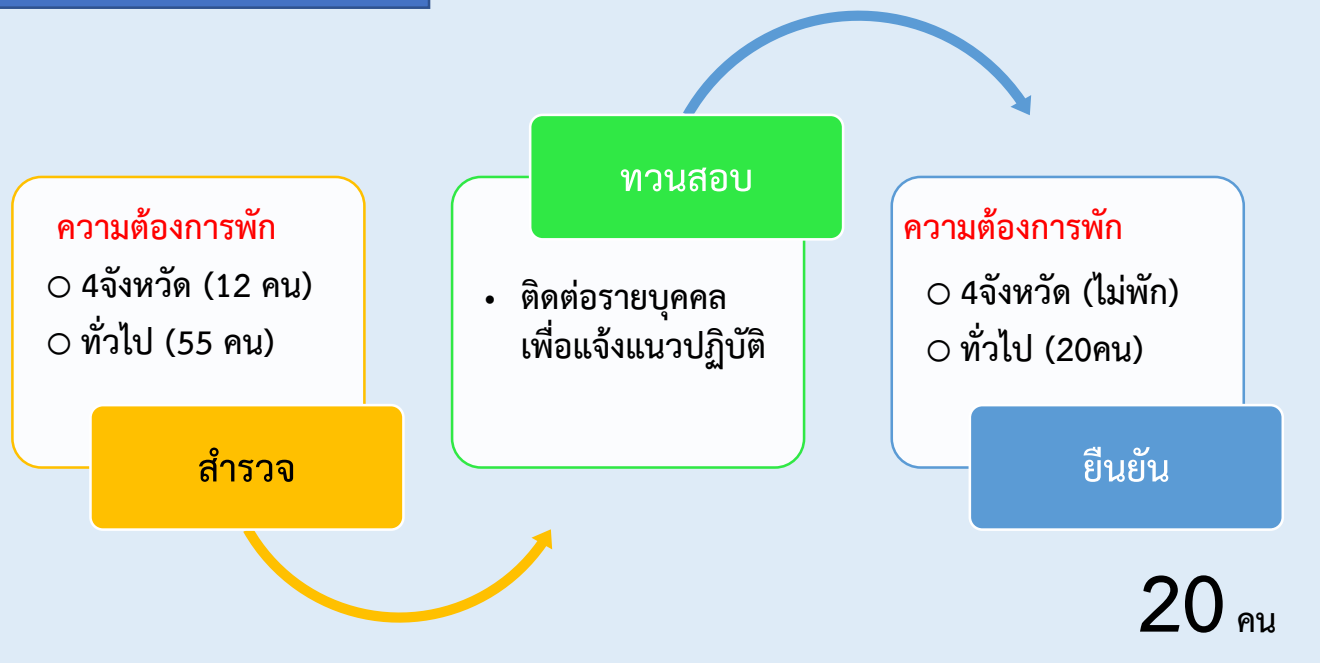 ความต้องการพัก
○ 4จังหวัด (12 คน)
○ ทั่วไป (55 คน)
สำรวจ
ทวนสอบ
• ติดต่อรายบุคคล
เพื่อแจ้งแนวปฏิบัติ
ความต้องการพัก
○ 4จังหวัด (ไม่พัก)
○ ทั่วไป (20คน)
ยืนยัน
20 คน